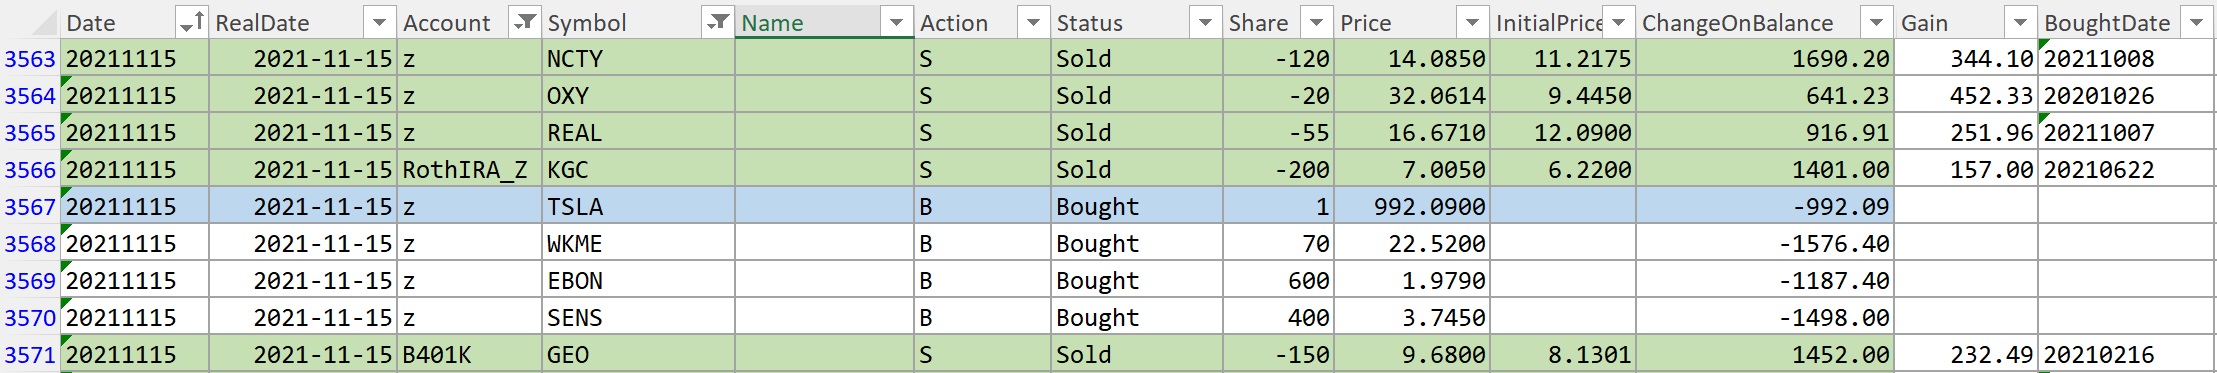 Date RealDate Account Symbol Name Action Status Share Price InitialPrice ChangeOnBalance Gain BoughtDate
3563 20211115 2021-11-15 z NCTY S Sold -120 14.0850 11.2175 1690.20 344.10 20211008
3564 20211115 2021-11-15 z OXY S Sold -20 32.0614 9.4450 641.23 452.33 20201026
3565 20211115 2021-11-15 z REAL S Sold -55 16.6710 12.0900 916.91 251.96 20211007
3566 20211115 2021-11-15 RothIRA_Z KGC S Sold -200 7.0050 6.2200 1401.00 157.00 20210622
3567 20211115 2021-11-15 z TSLA B Bought 1 992.0900 -992.09
3568 20211115 2021-11-15 z WKME B Bought 70 22.5200 -1576.40
3569 20211115 2021-11-15 z EBON B Bought 600 1.9790 -1187.40
3570 20211115 2021-11-15 z SENS B Bought 400 3.7450 -1498.00
3571 20211115 2021-11-15 B401K GEO S Sold -150 9.6800 8.1301 1452.00 232.49 20210216